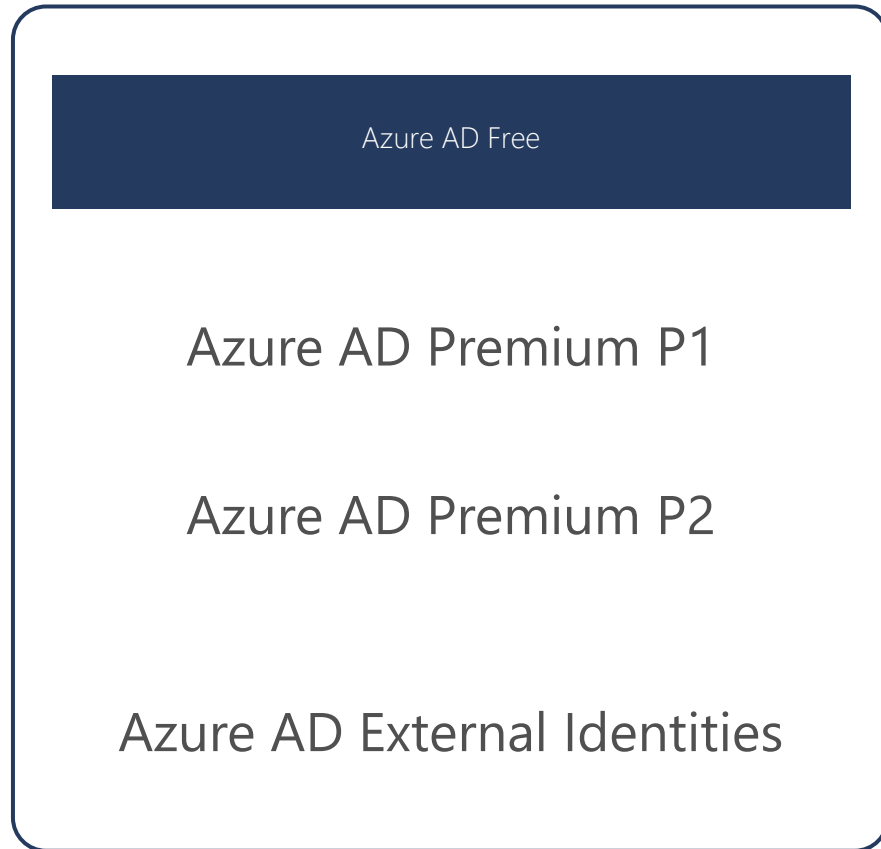 Azure AD Free
Azure AD Premium P1
Azure AD Premium P2
Azure AD External Identities